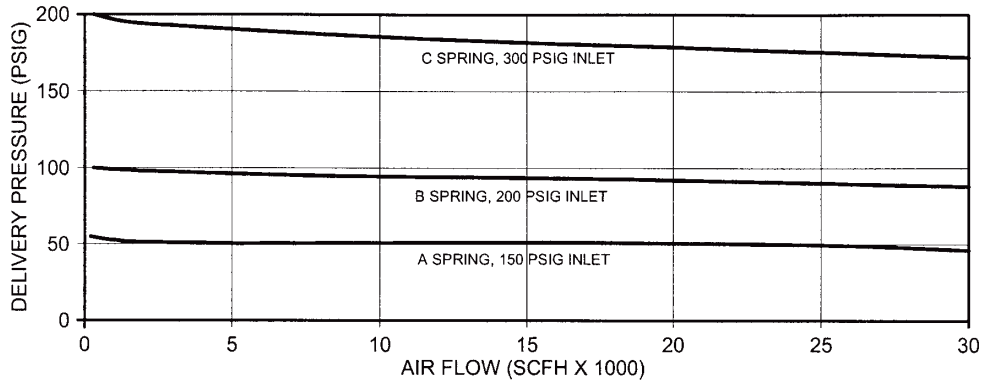 DELIVERY PRESSURE (PSIG)
200
150
100
50
0
C SPRING, 300 PSIG INLET
B SPRING, 200 PSIG INLET
A SPRING, 150 PSIG INLET
0 5 10 15 20 25 30
AIR FLOW (SCFH X 1000)